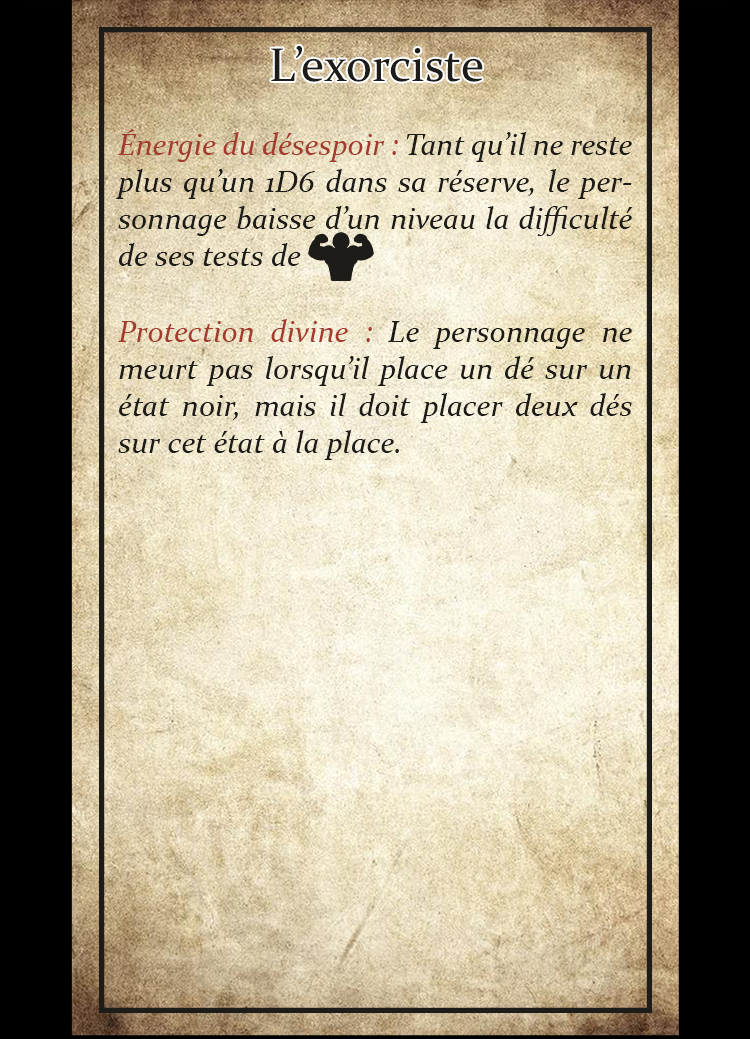 L’exorciste
Énergie du désespoir : Tant qu’il ne reste
plus qu’un 1D6 dans sa réserve, le per-
sonnage baisse d’un niveau la difficulté
de ses tests de
Protection divine : Le personnage ne
meurt pas lorsqu’il place un dé sur un
état noir, mais il doit placer deux dés
sur cet état à la place.